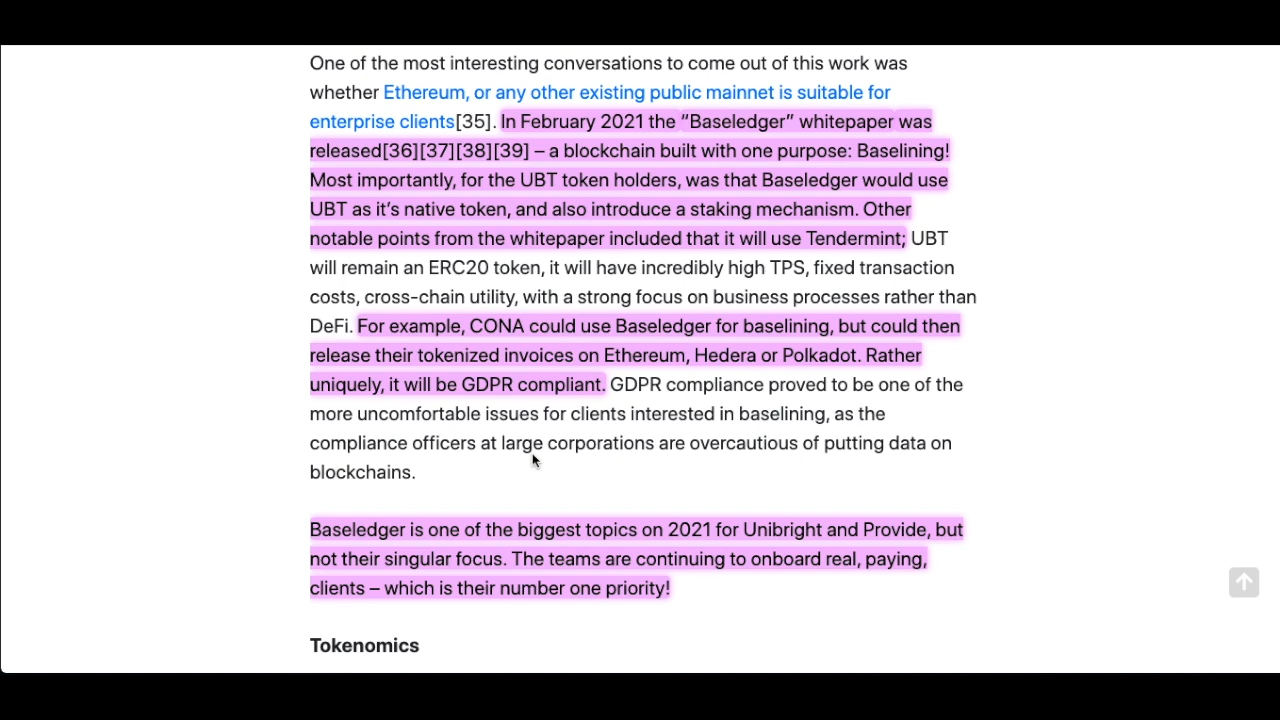 One of the most interesting conversations to come out of this work was
whether Ethereum, or any other existing public mainnet is suitable for
enterprise clients[35]. In February 2021 the “Baseledger” whitepaper was
released[36][37][38][39] – a blockchain built with one purpose: Baselining!
Most importantly, for the UBT token holders, was that Baseledger would use
UBT as it’s native token, and also introduce a staking mechanism. Other
notable points from the whitepaper included that it will use Tendermint; UBT
will remain an ERC20 token, it will have incredibly high TPS, fixed transaction
costs, cross-chain utility, with a strong focus on business processes rather than
DeFi. For example, CONA could use Baseledger for baselining, but could then
release their tokenized invoices on Ethereum, Hedera or Polkadot. Rather
uniquely, it will be GDPR compliant. GDPR compliance proved to be one of the
more uncomfortable issues for clients interested in baselining, as the
compliance officers at large corporations are overcautious of putting data on
blockchains.
Baseledger is one of the biggest topics on 2021 for Unibright and Provide, but
not their singular focus. The teams are continuing to onboard real, paying,
clients – which is their number one priority!
Tokenomics